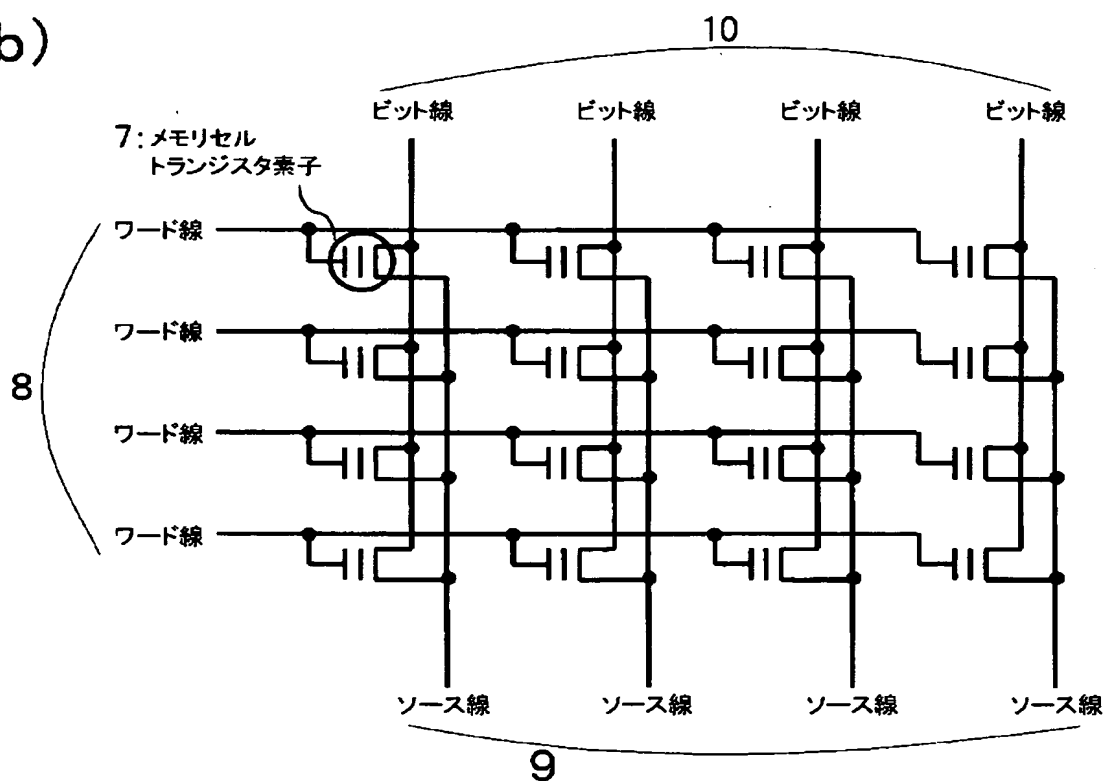 b)
10
ビット線 ビット線 ビット線 ビット線
7:メモリセル
トランジスタ素子
ワード線
ワード線
8
ワード線
ワード線
ソース線 ソース線 ソース線 ソース線
9